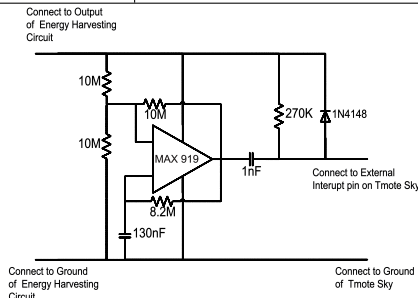 Connect to Output
of Energy Harvesting
Circuit
10M
10M
10M
270K
1N4148
MAX 919
1nF
Connect to External
Interupt pin on Tmote Sky
8.2M
130nF
Connect to Ground
of Energy Harvesting
Circuit
Connect to Ground
of Tmote Sky